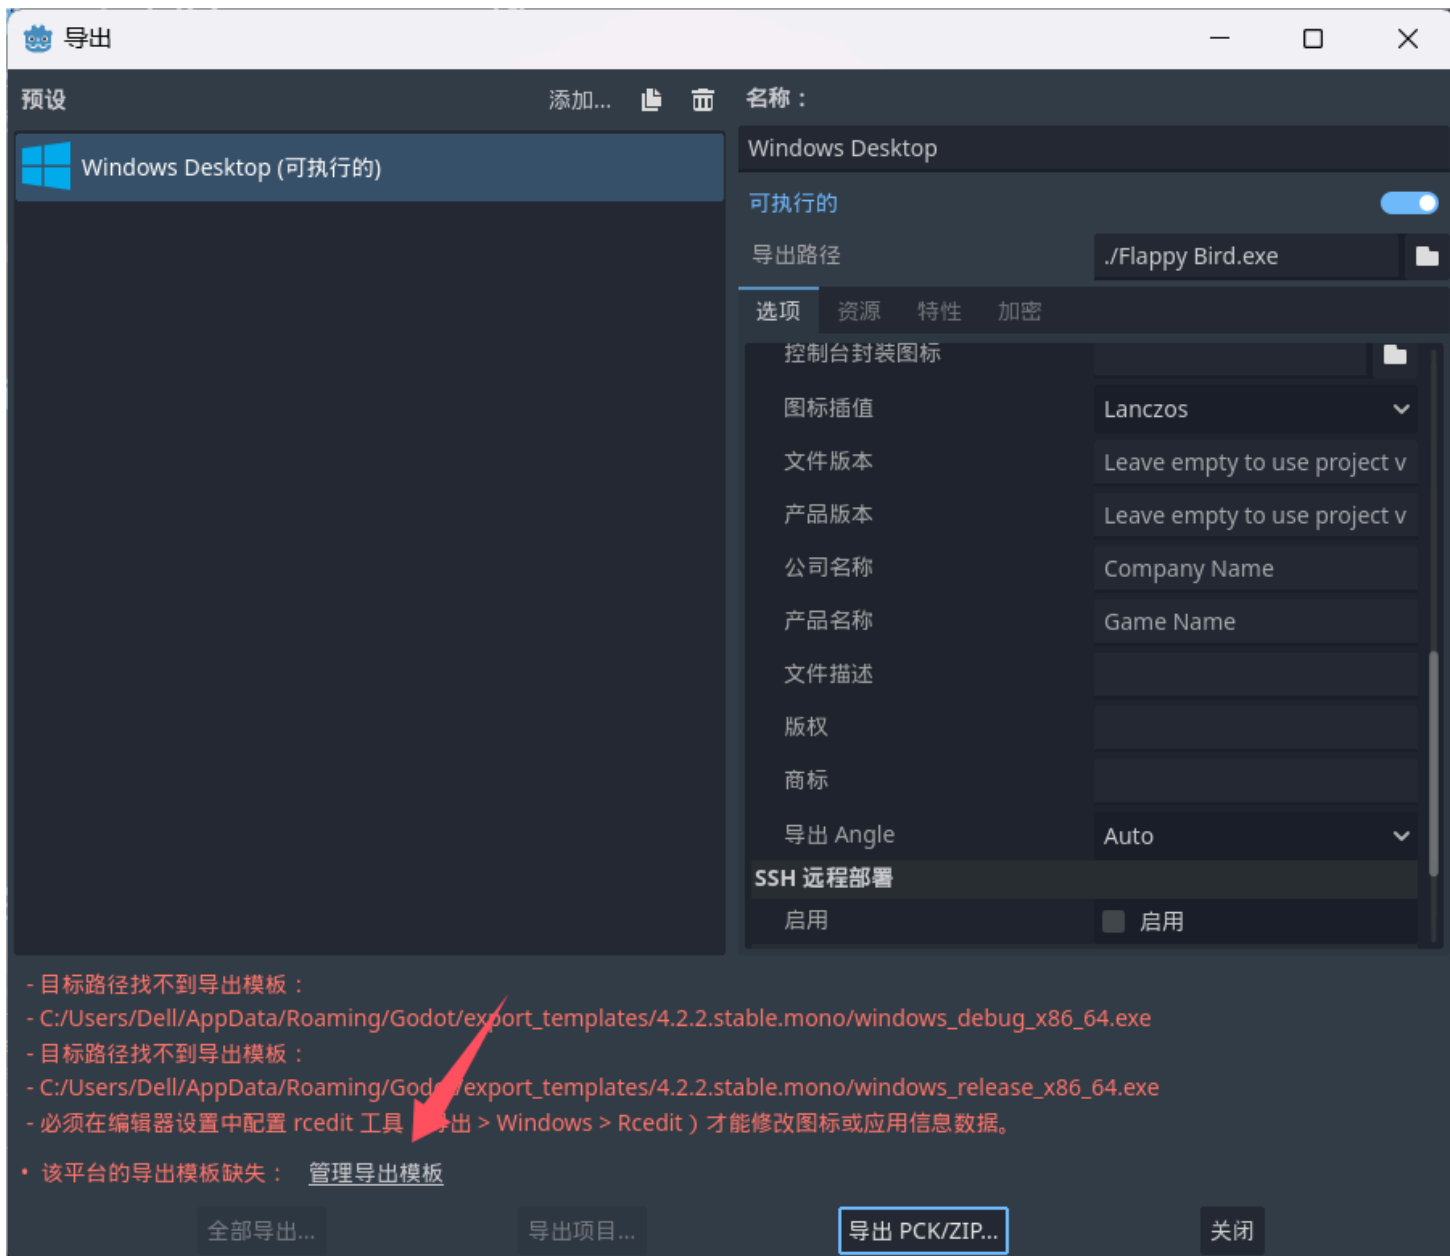 导出
预设
添加...
名称：
Windows Desktop (可执行的)
Windows Desktop
可执行的
导出路径
./Flappy Bird.exe
选项 资源 特性 加密
控制台封装图标
图标插值
Lanczos
文件版本
Leave empty to use project v
产品版本
Leave empty to use project v
公司名称
Company Name
产品名称
Game Name
文件描述
版权
商标
导出 Angle
Auto
SSH 远程部署
启用
启用
- 目标路径找不到导出模板：
- C:/Users/Dell/AppData/Roaming/Godot/export_templates/4.2.2.stable.mono/windows_debug_x86_64.exe
- 目标路径找不到导出模板：
- C:/Users/Dell/AppData/Roaming/Godot/export_templates/4.2.2.stable.mono/windows_release_x86_64.exe
- 必须在编辑器设置中配置 rcedit 工具 出 > Windows > Rcedit）才能修改图标或应用信息数据。
• 该平台的导出模板缺失： 管理导出模板
全部导出...
导出项目...
导出 PCK/ZIP...
关闭